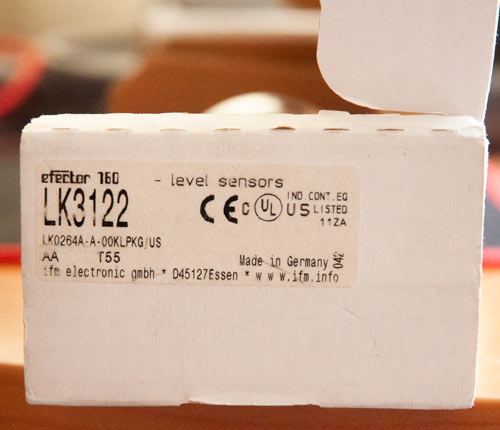 efector 160 - level sensors
LK3122
CE C UL US IND.CONT.EQ
LISTED
11ZA
LK0264A-A-00KLPKG/US
AA T55 Made in Germany 042
ifm electronic gmbh * D45127Essen * www.ifm.info